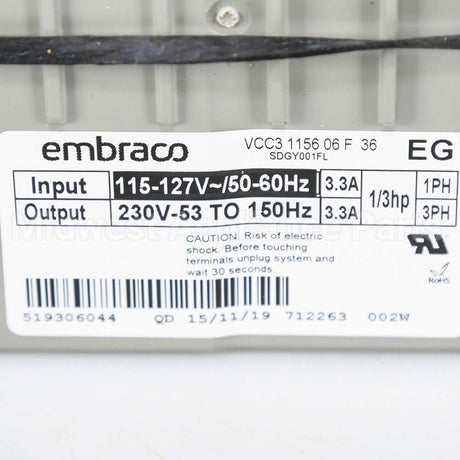 embraco VCC3 1156 06 F 36 EG
SDGY001FL
Input 115-127V~/50-60Hz 3.3A 1/3hp 1PH
Output 230V-53 TO 150Hz 3.3A 3PH
CAUTION: Risk of electric
shock. Before touching
terminals unplug system and
wait 30 seconds.
RoHS
519306044 QD 15/11/19 712263 002W